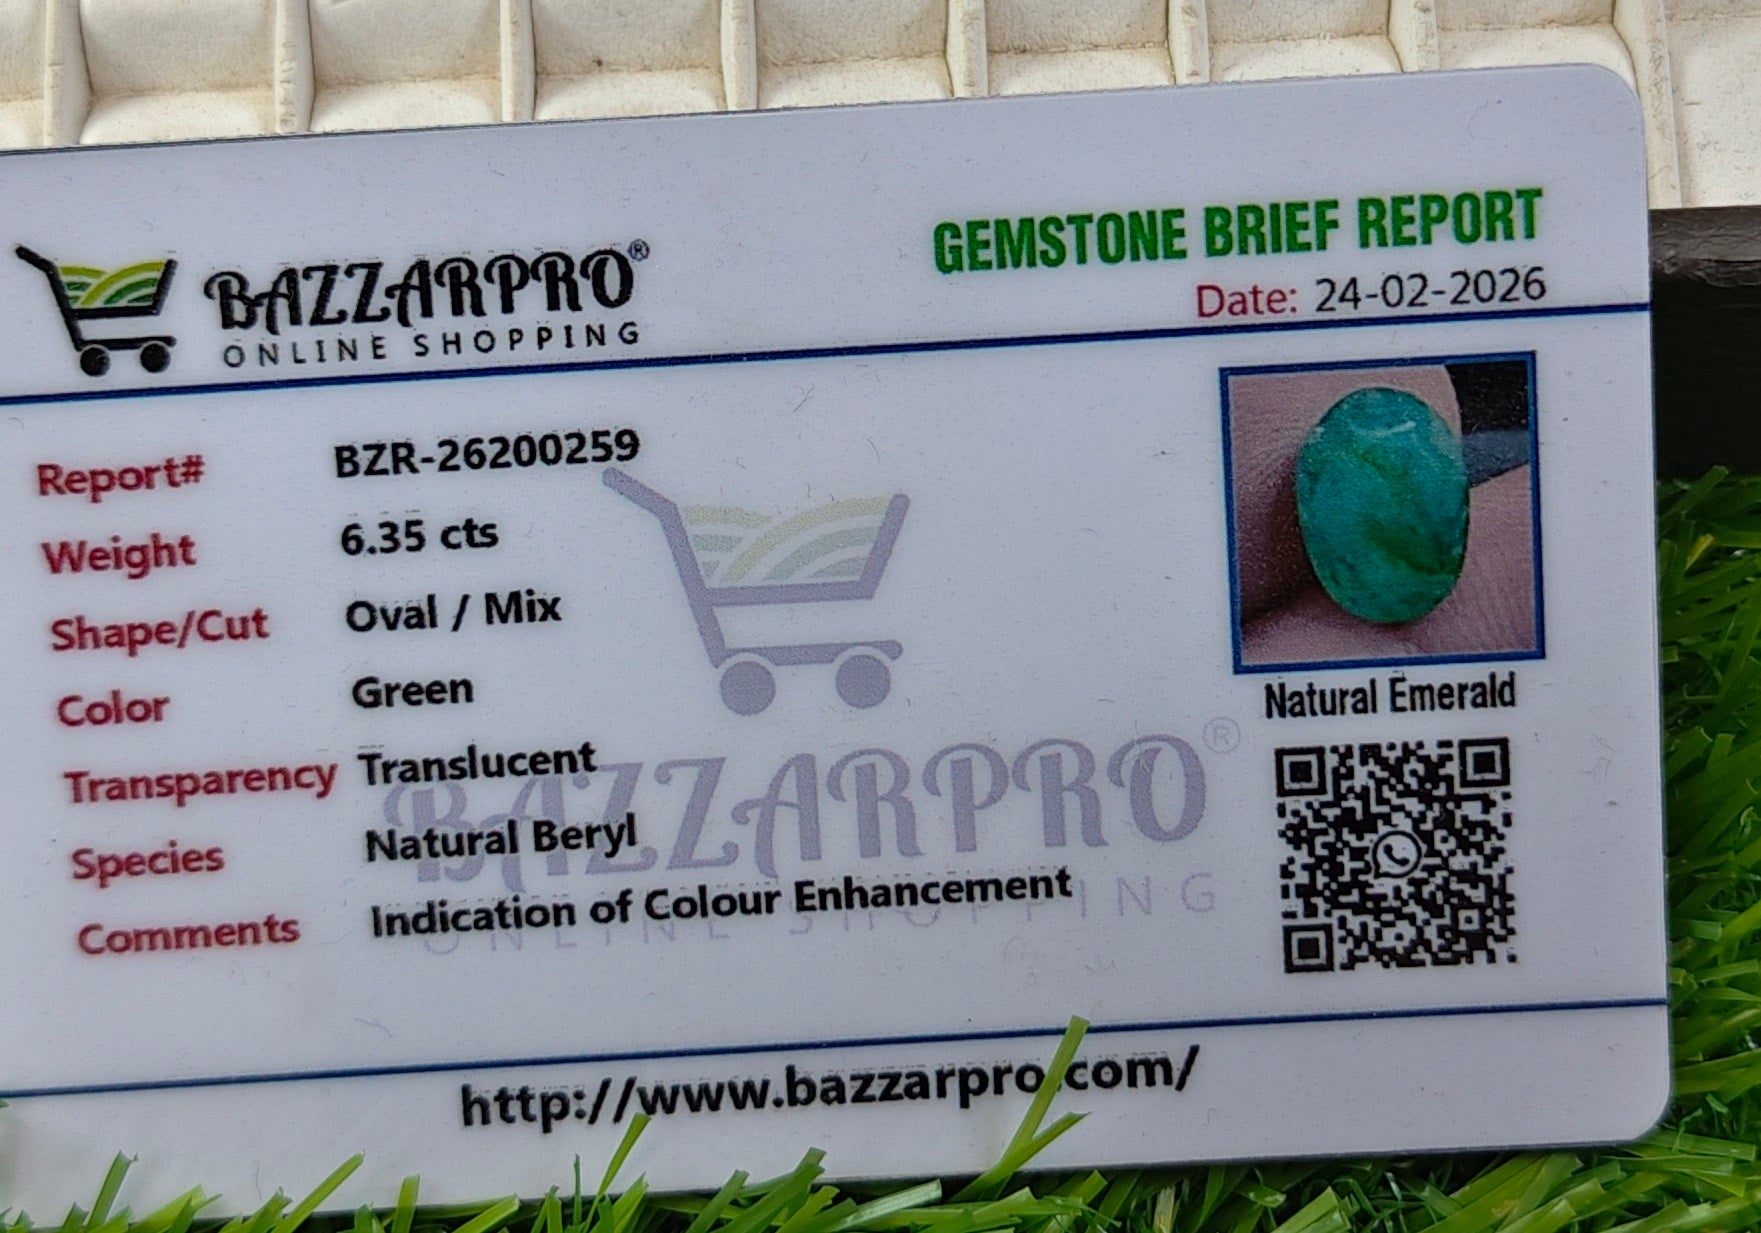 BAZZARPRO®
ONLINE SHOPPING
GEMSTONE BRIEF REPORT
Date: 24-02-2026
Report# BZR-26200259
Weight 6.35 cts
Shape/Cut Oval / Mix
Color Green
Transparency Translucent
Species Natural Beryl
Comments Indication of Colour Enhancement
Natural Emerald
BAZZARPRO®
ONLINE SHOPPING
http://www.bazzarpro.com/